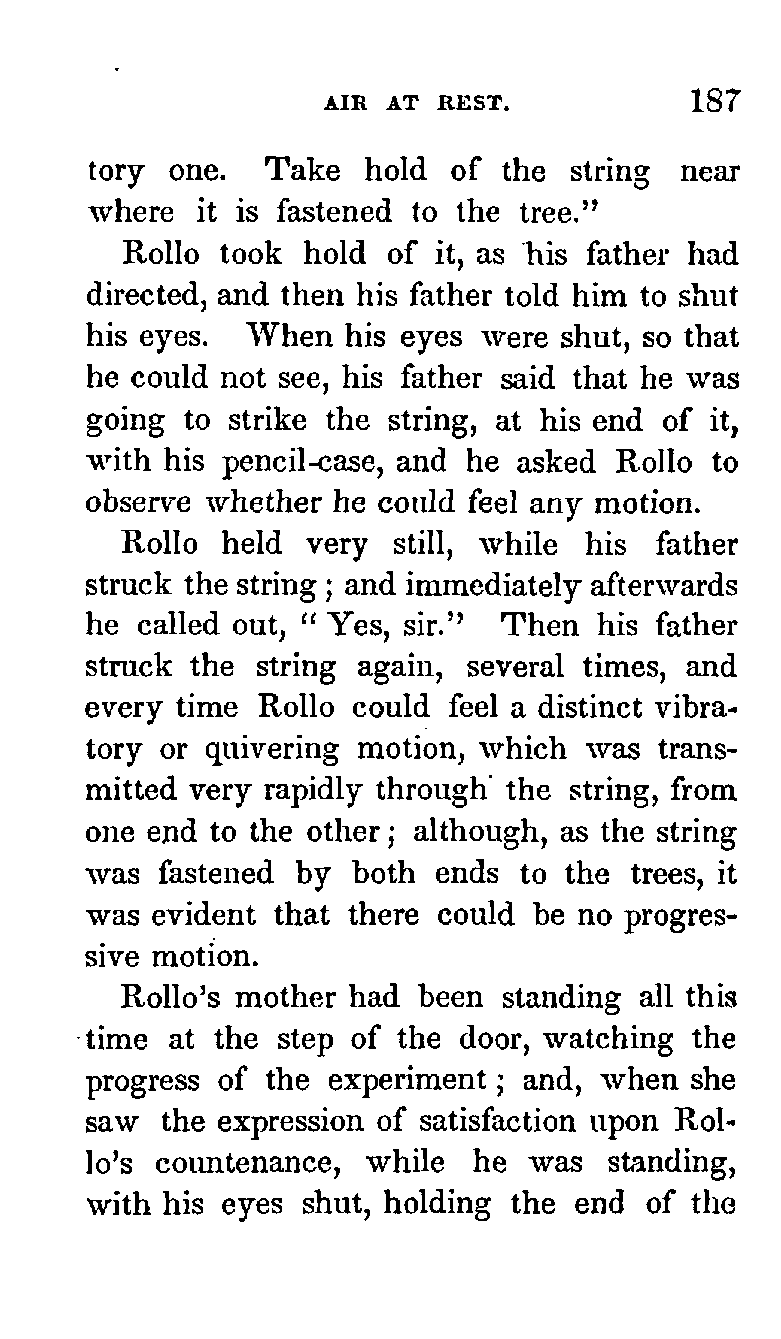 AIR AT REST. 187
tory one. Take hold of the string near
where it is fastened to the tree."
Rollo took hold of it, as his father had
directed, and then his father told him to shut
his eyes. When his eyes were shut, so that
he could not see, his father said that he was
going to strike the string, at his end of it,
with his pencil-case, and he asked Rollo to
observe whether he could feel any motion.
Rollo held very still, while his father
struck the string ; and immediately afterwards
he called out, " Yes, sir." Then his father
struck the string again, several times, and
every time Rollo could feel a distinct vibra-
tory or quivering motion, which was trans-
mitted very rapidly through the string, from
one end to the other ; although, as the string
was fastened by both ends to the trees, it
was evident that there could be no progres-
sive motion.
Rollo's mother had been standing all this
time at the step of the door, watching the
progress of the experiment ; and, when she
saw the expression of satisfaction upon Rol-
lo's countenance, while he was standing,
with his eyes shut, holding the end of the